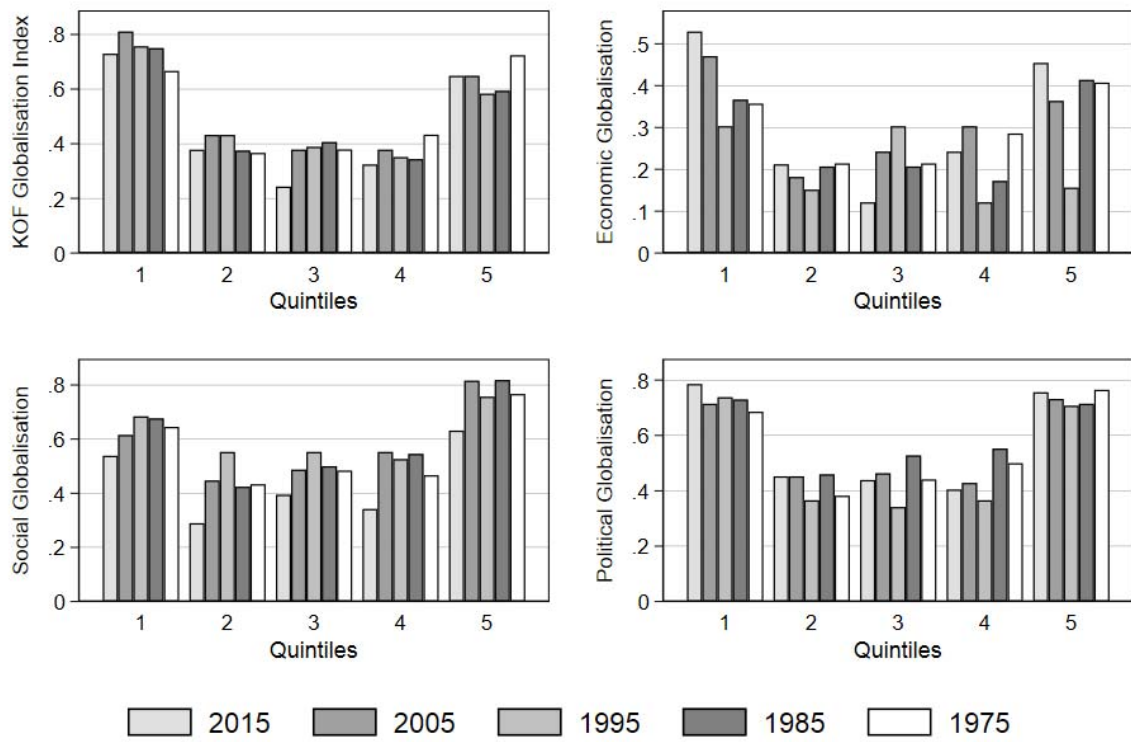 KOF Globalisation Index
.8
.6
.4
.2
0
1 2 3 4 5
Quintiles
Economic Globalisation
.5
.4
.3
.2
.1
0
1 2 3 4 5
Quintiles
Social Globalisation
.8
.6
.4
.2
0
1 2 3 4 5
Quintiles
Political Globalisation
.8
.6
.4
.2
0
1 2 3 4 5
Quintiles
2015 2005 1995 1985 1975